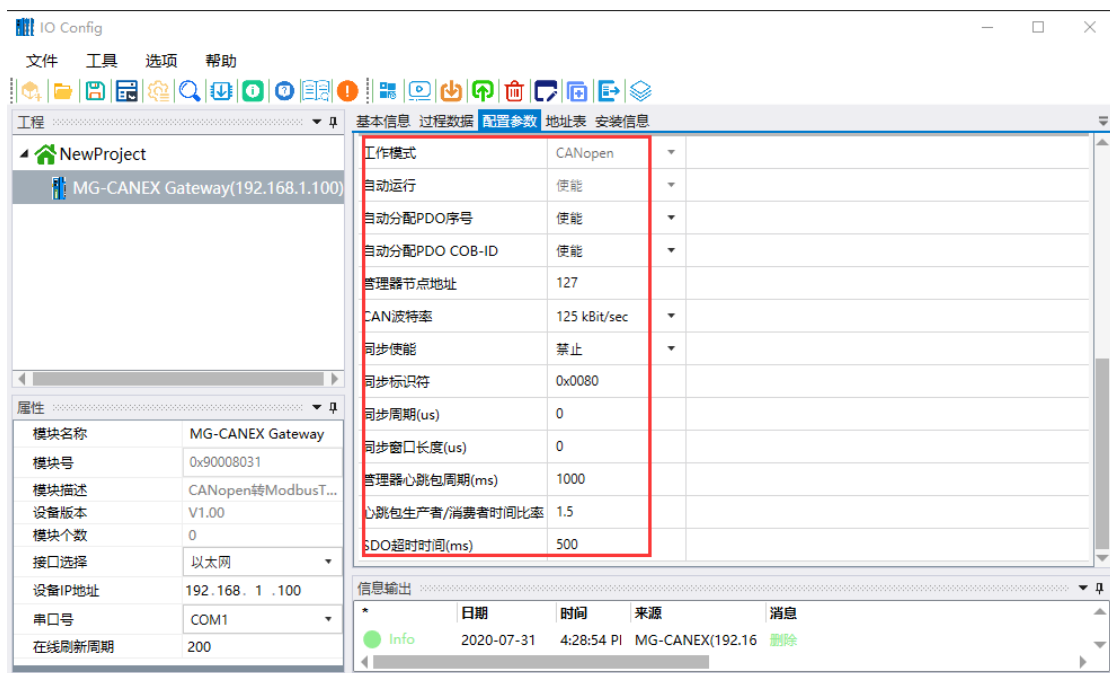 IO Config
文件 工具 选项 帮助
工程
NewProject
MG-CANEX Gateway(192.168.1.100)
属性
模块名称 MG-CANEX Gateway
模块号 0x90008031
模块描述 CANopen转ModbusT...
设备版本 V1.00
模块个数 0
接口选择 以太网
设备IP地址 192.168. 1 .100
串口号 COM1
在线刷新周期 200
基本信息 过程数据 配置参数 地址表 安装信息
工作模式 CANopen
自动运行 使能
自动分配PDO序号 使能
自动分配PDO COB-ID 使能
管理器节点地址 127
CAN波特率 125 kBit/sec
同步使能 禁止
同步标识符 0x0080
同步周期(us) 0
同步窗口长度(us) 0
管理器心跳包周期(ms) 1000
心跳包生产者/消费者时间比率 1.5
SDO超时时间(ms) 500
信息输出
* 日期 时间 来源 消息
Info 2020-07-31 4:28:54 PI MG-CANEX(192.16 删除